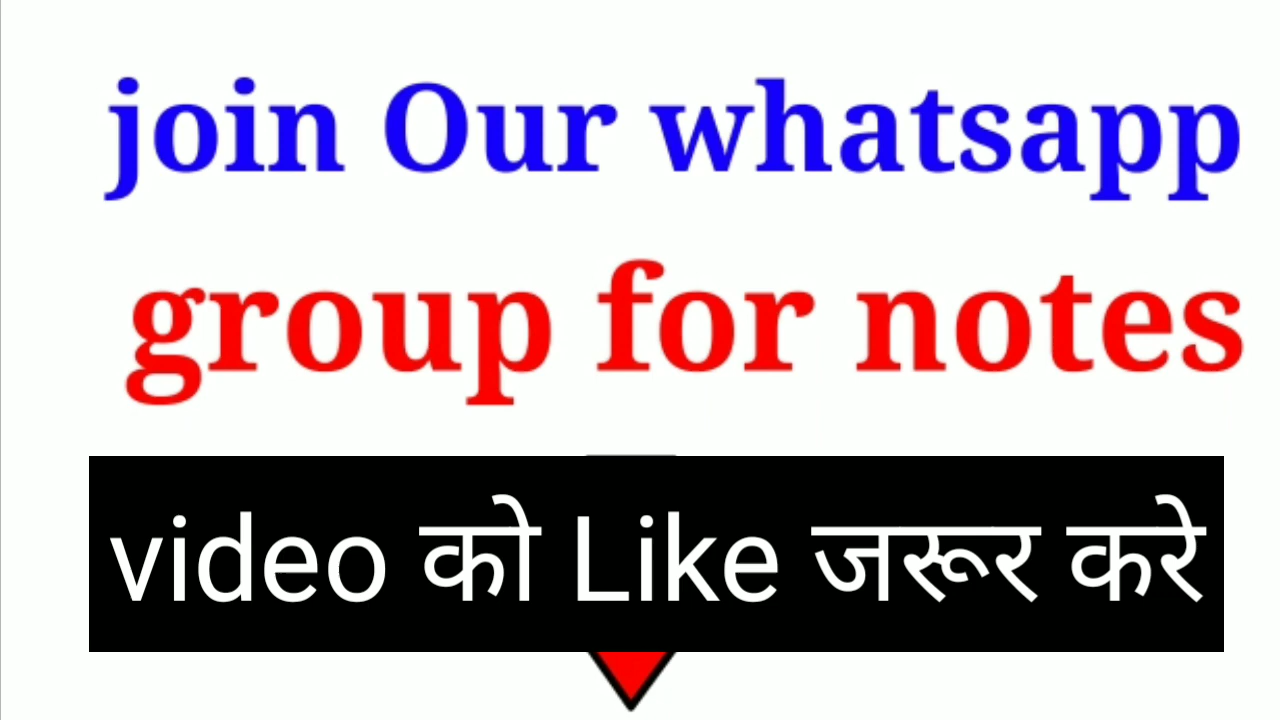 join Our whatsapp
group for notes
video को Like जरूर करे